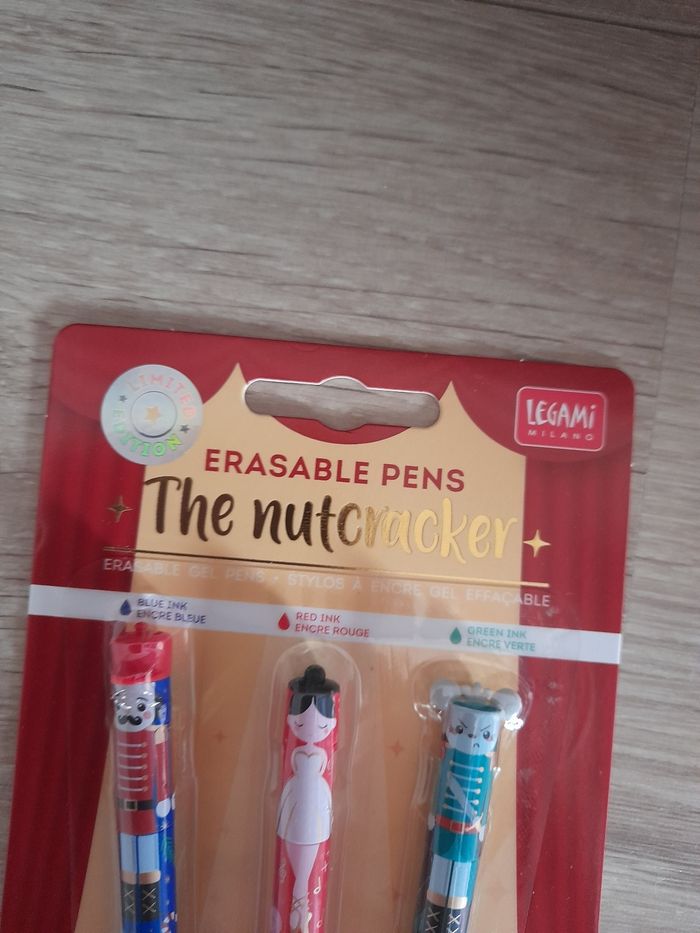 LIMITED
EDITION
LEGAMI
MILANO
ERASABLE PENS
The nutcracker
ERASABLE GEL PENS • STYLOS À ENCRE GEL EFFAÇABLE
BLUE INK
ENCRE BLEUE
RED INK
ENCRE ROUGE
GREEN INK
ENCRE VERTE